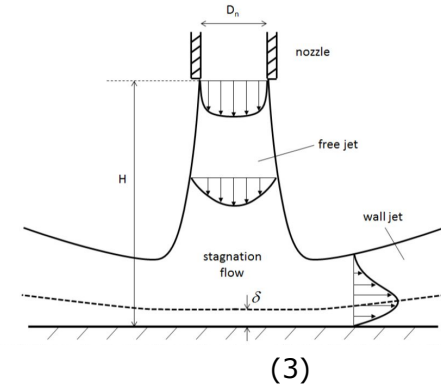 Dn
nozzle
free jet
H
wall jet
stagnation
flow
δ
(3)